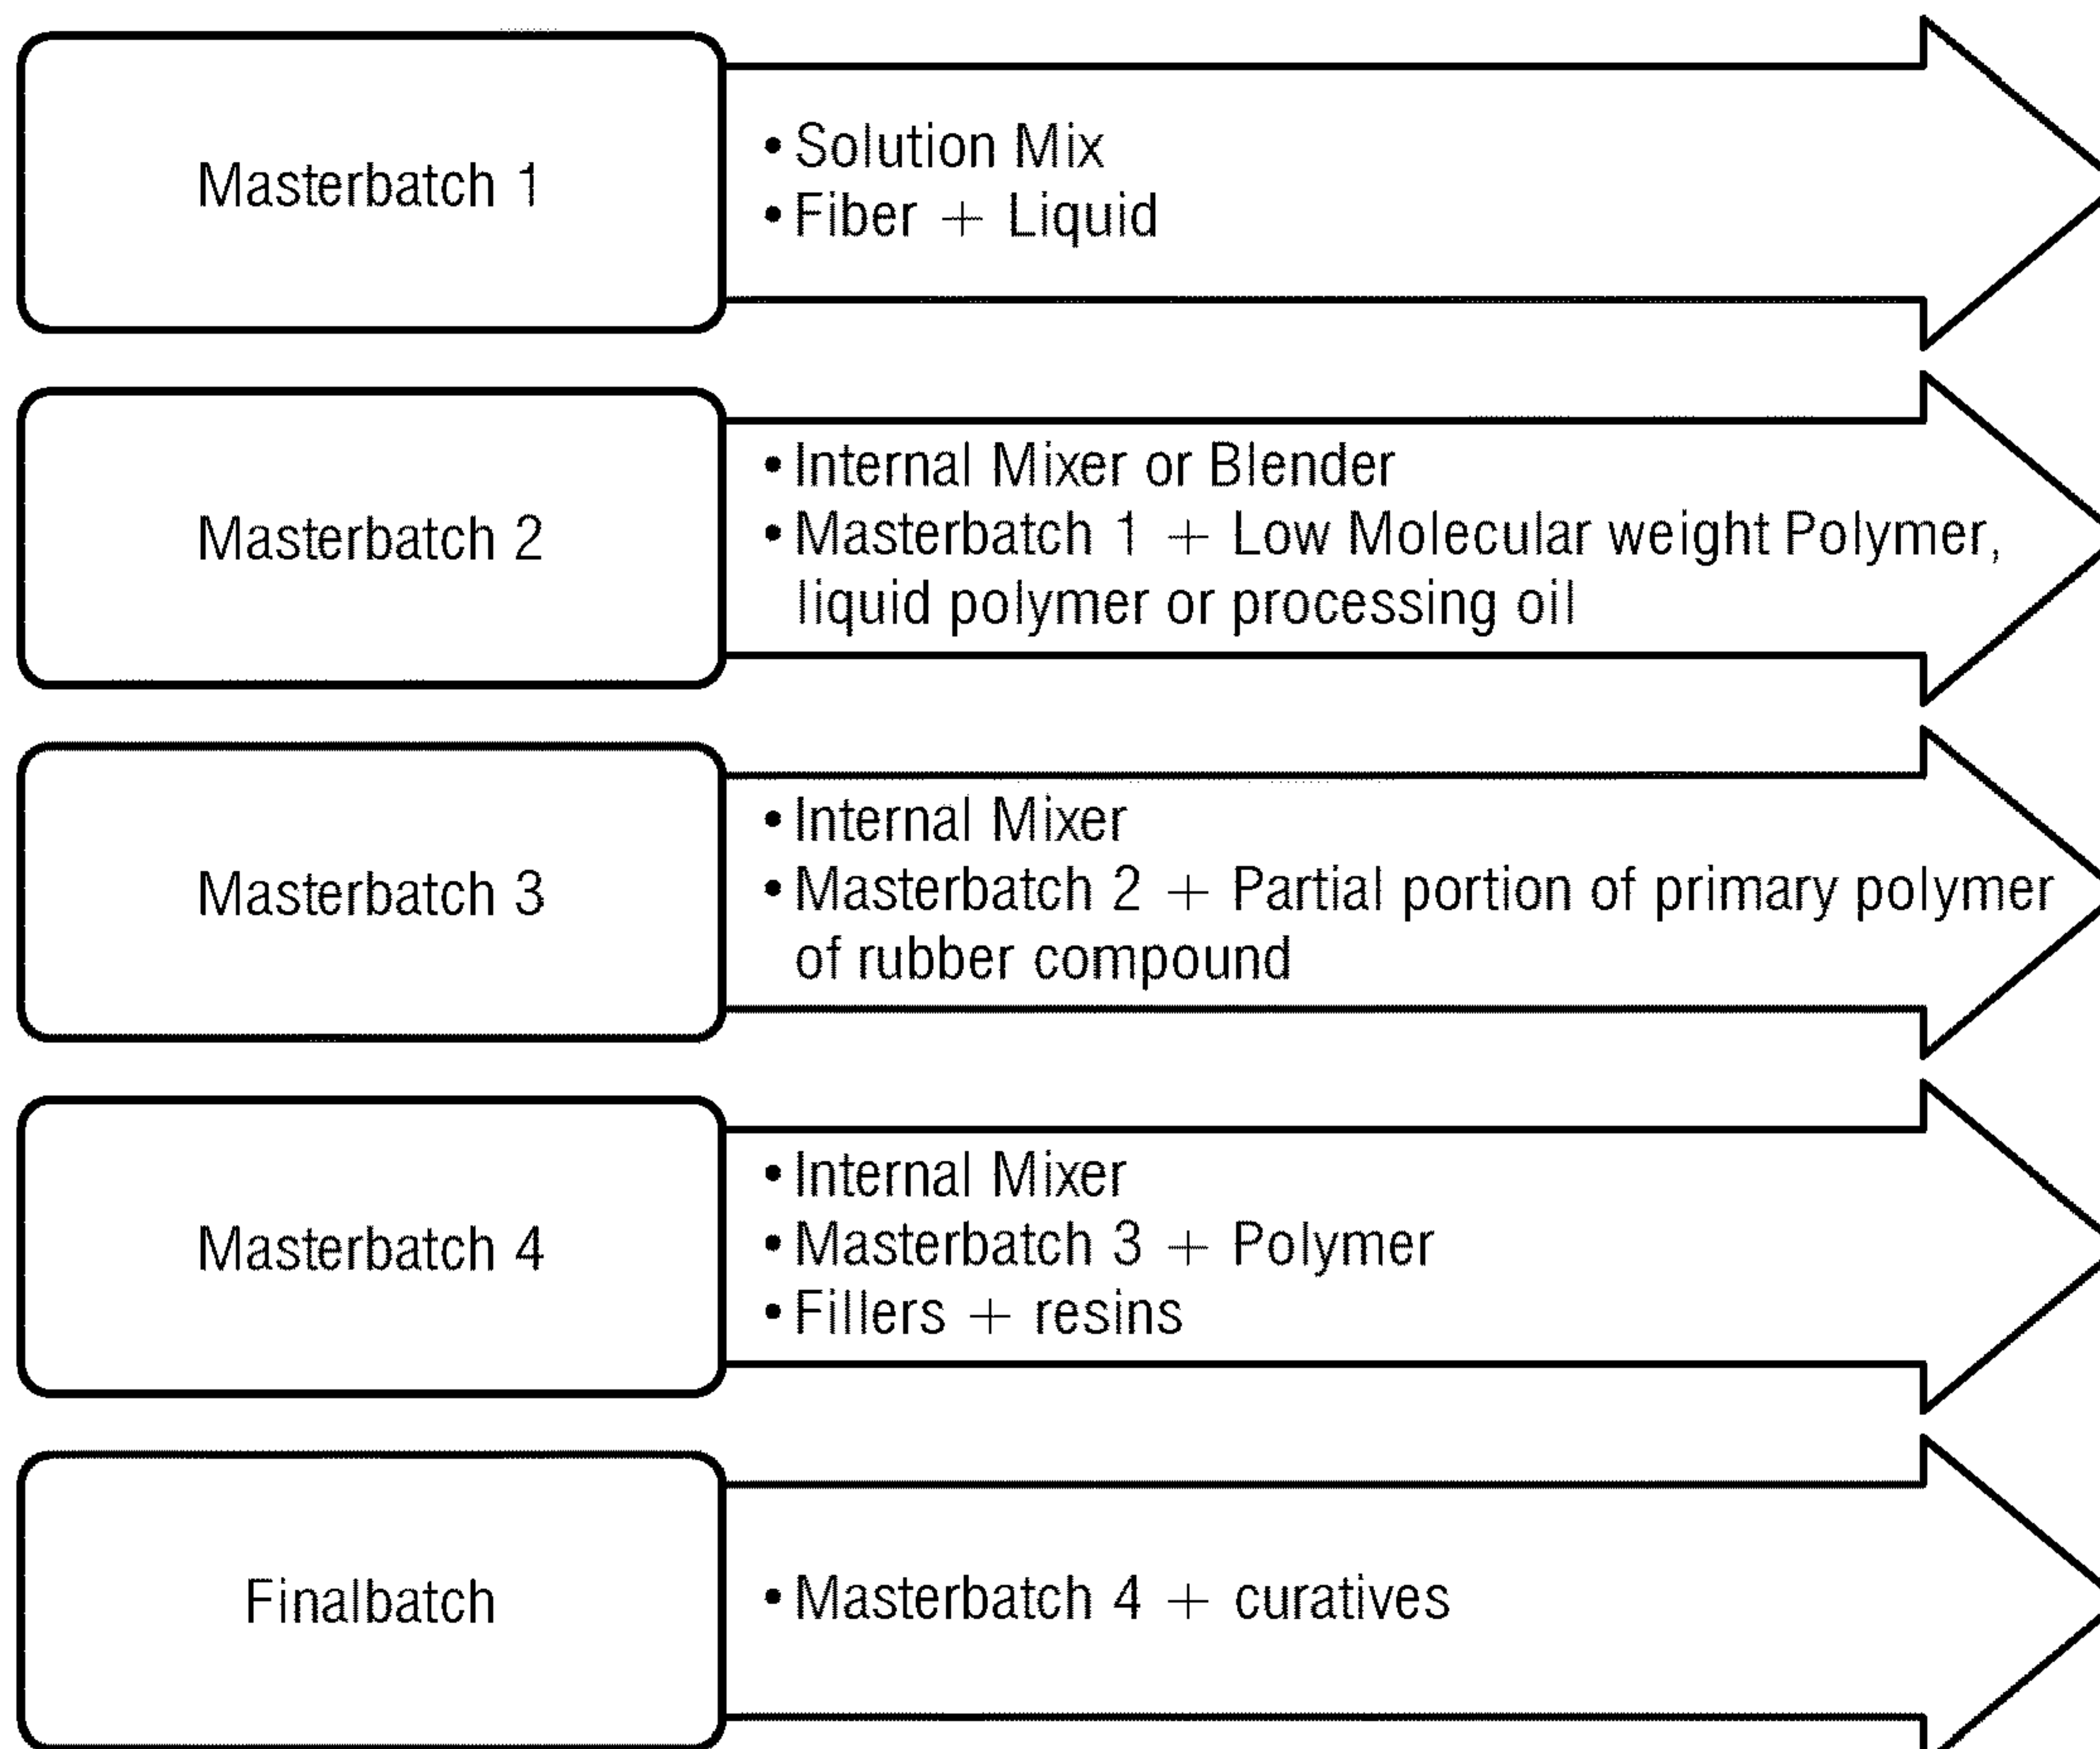 Masterbatch 1
• Solution Mix
• Fiber + Liquid
Masterbatch 2
• Internal Mixer or Blender
• Masterbatch 1 + Low Molecular weight Polymer,
liquid polymer or processing oil
Masterbatch 3
• Internal Mixer
• Masterbatch 2 + Partial portion of primary polymer
of rubber compound
Masterbatch 4
• Internal Mixer
• Masterbatch 3 + Polymer
• Fillers + resins
Finalbatch
• Masterbatch 4 + curatives